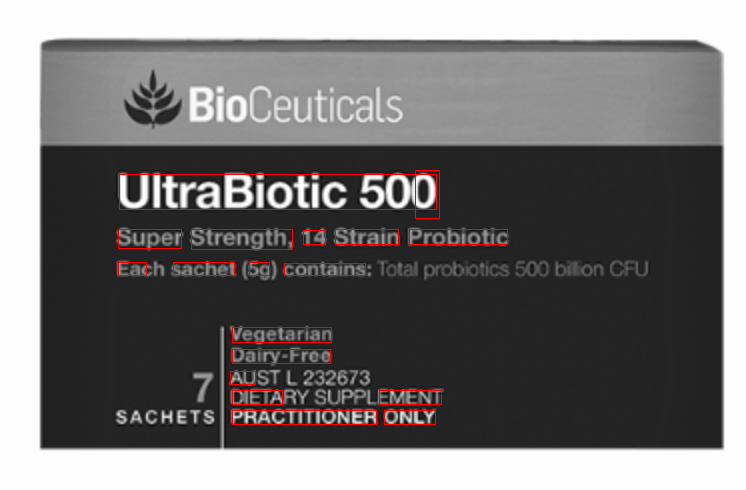 BioCeuticals
UltraBiotic 500
Super Strength, 14 Strain Probiotic
Each sachet (5g) contains: Total probiotics 500 billion CFU
Vegetarian
Dairy-Free
AUST L 232673
7
DIETARY SUPPLEMENT
SACHETS
PRACTITIONER ONLY